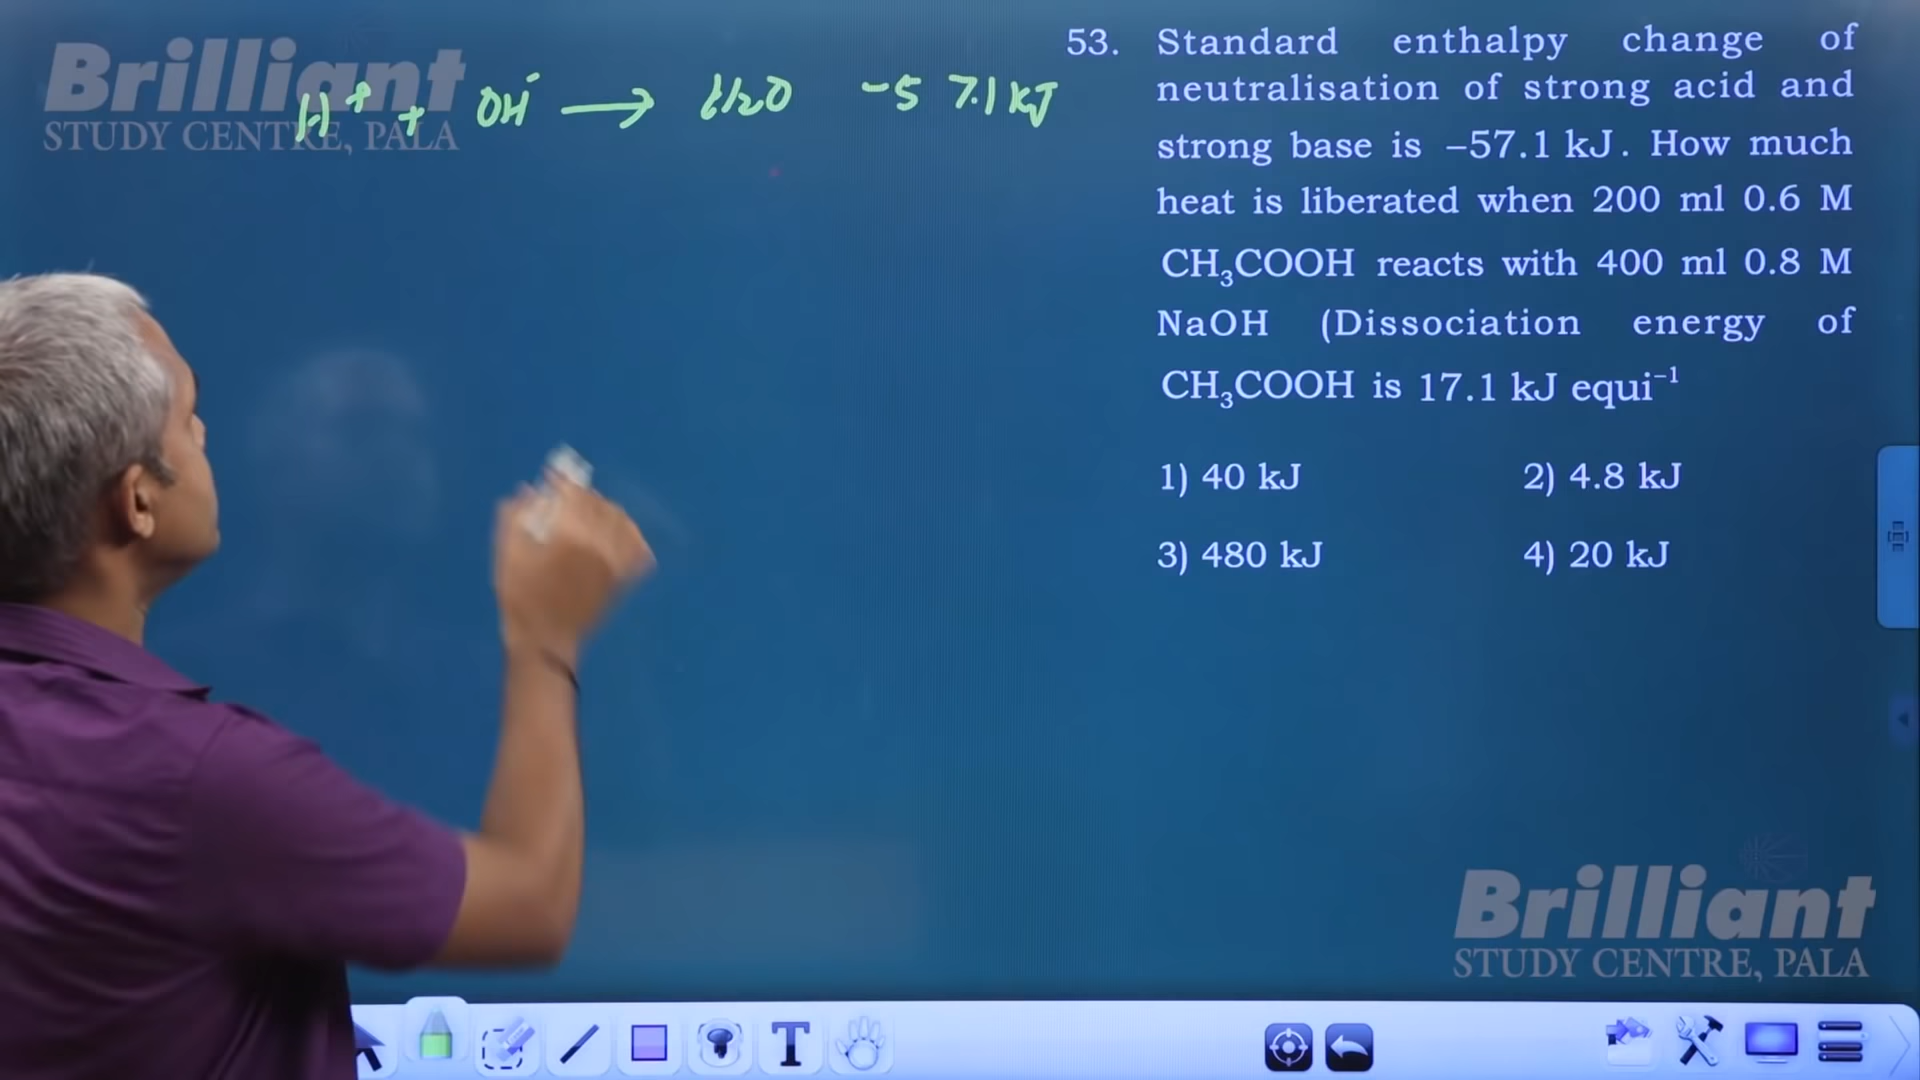 Brilliant
STUDY CENTRE, PALA
H⁺ + OH⁻ → H₂O -57.1 kJ
53. Standard enthalpy change of
neutralisation of strong acid and
strong base is –57.1 kJ. How much
heat is liberated when 200 ml 0.6 M
CH₃COOH reacts with 400 ml 0.8 M
NaOH (Dissociation energy of
CH₃COOH is 17.1 kJ equi⁻¹
1) 40 kJ 2) 4.8 kJ
3) 480 kJ 4) 20 kJ
Brilliant
STUDY CENTRE, PALA
T